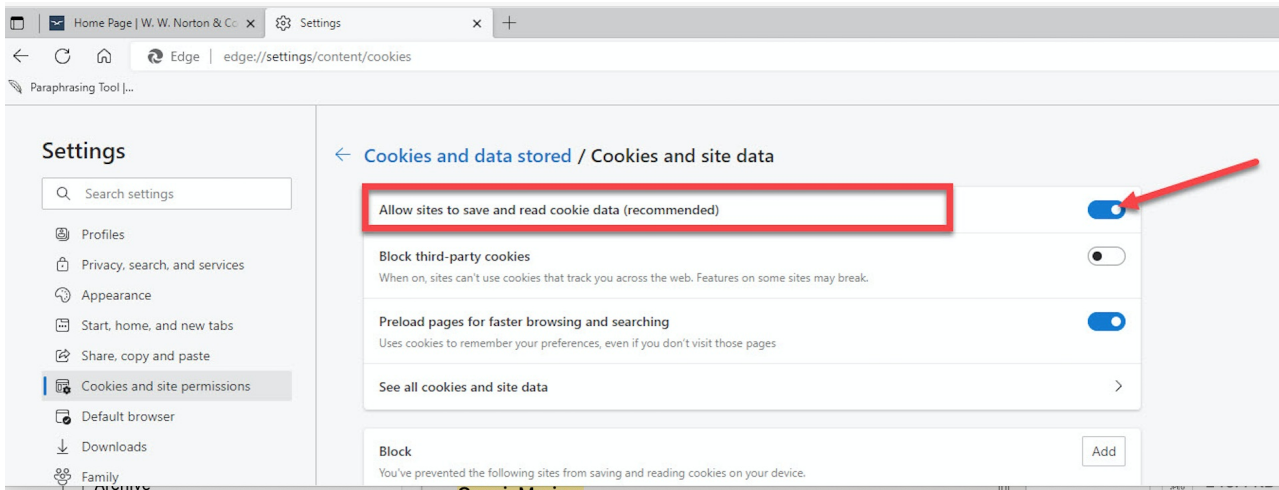 Home Page | W. W. Norton & Co
Settings
Edge | edge://settings/content/cookies
Paraphrasing Tool |...
Settings
Search settings
Profiles
Privacy, search, and services
Appearance
Start, home, and new tabs
Share, copy and paste
Cookies and site permissions
Default browser
Downloads
Family
Cookies and data stored / Cookies and site data
Allow sites to save and read cookie data (recommended)
Block third-party cookies
When on, sites can't use cookies that track you across the web. Features on some sites may break.
Preload pages for faster browsing and searching
Uses cookies to remember your preferences, even if you don't visit those pages
See all cookies and site data
Block
Add
You've prevented the following sites from saving and reading cookies on your device.